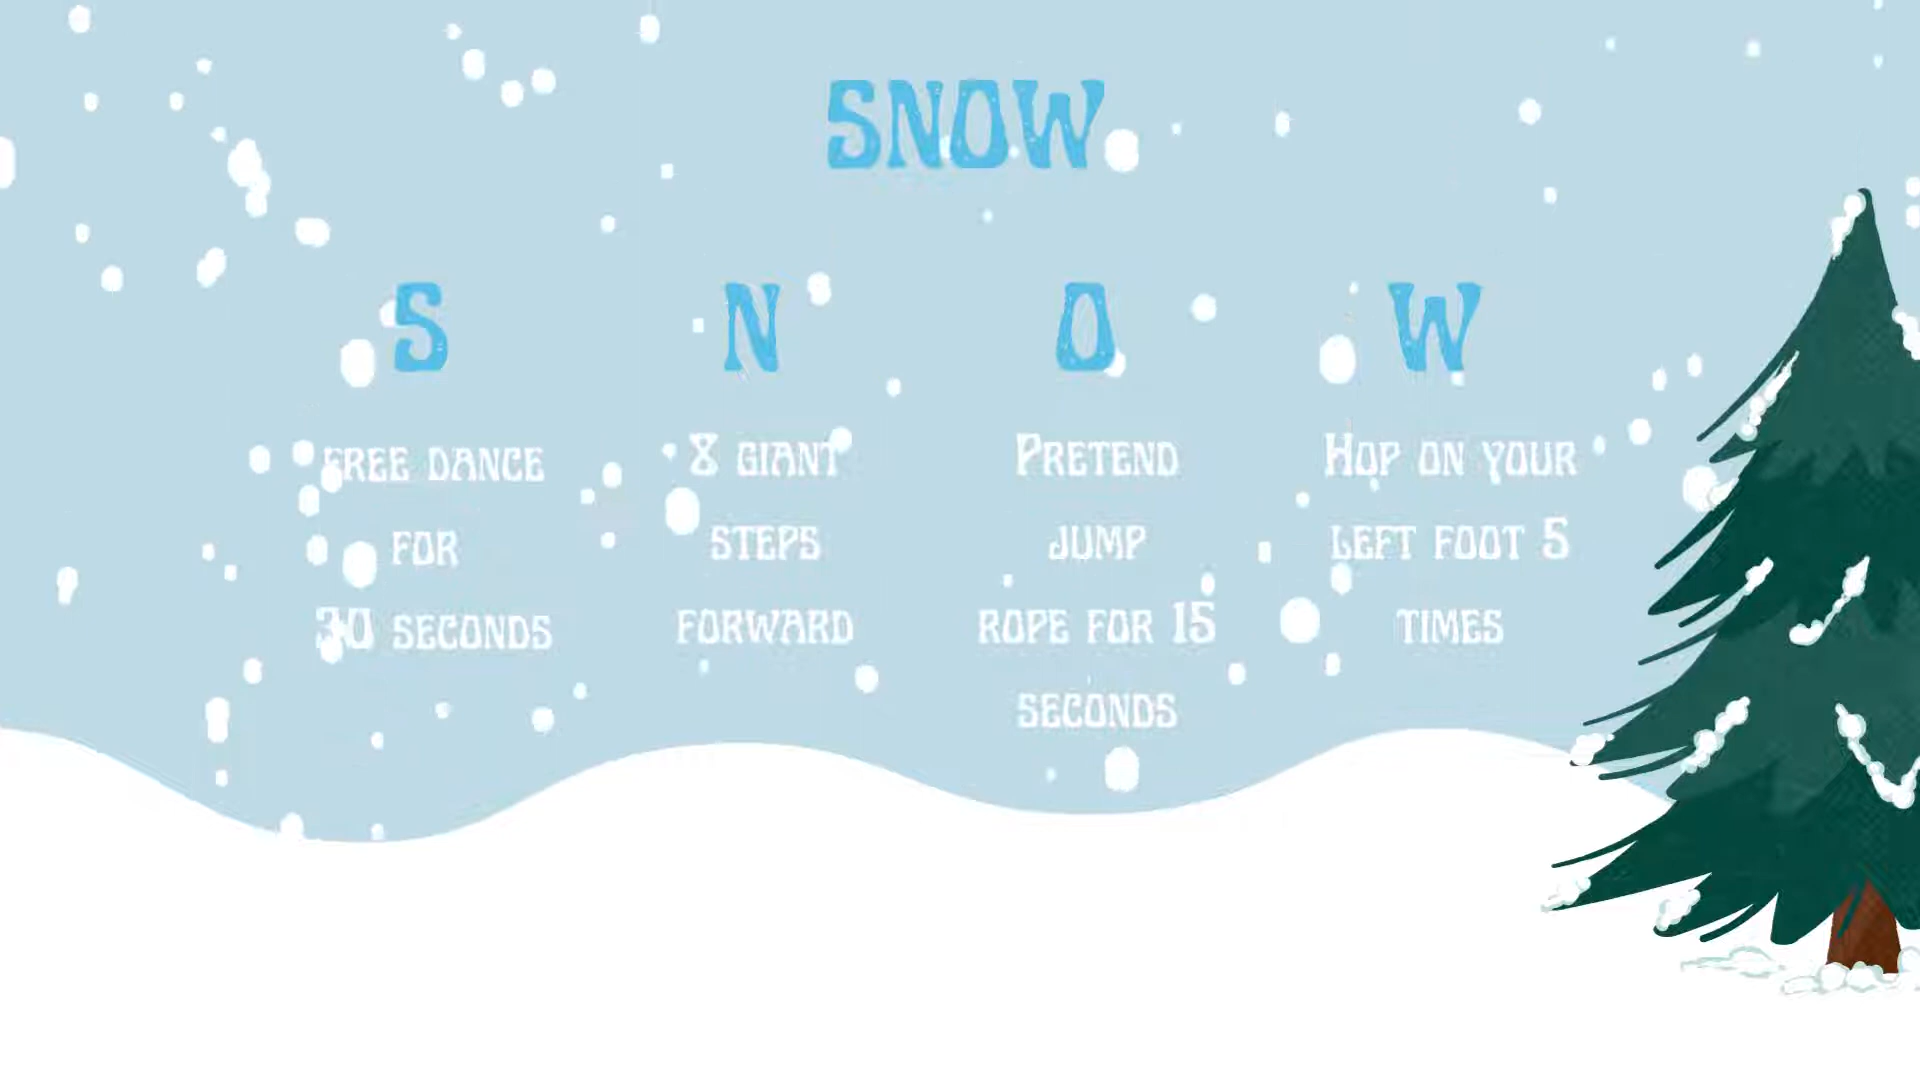 SNOW
S
FREE DANCE
FOR
30 SECONDS
N
8 GIANT
STEPS
FORWARD
O
PRETEND
JUMP
ROPE FOR 15
SECONDS
W
HOP ON YOUR
LEFT FOOT 5
TIMES